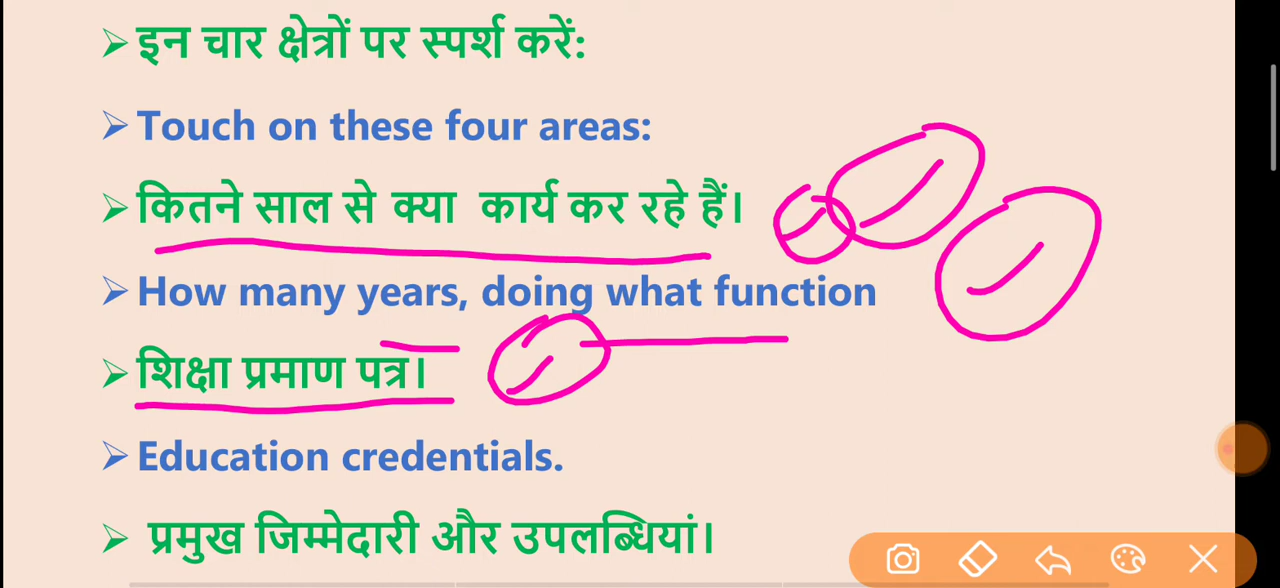 इन चार क्षेत्रों पर स्पर्श करें:
Touch on these four areas:
कितने साल से क्या कार्य कर रहे हैं।
How many years, doing what function
शिक्षा प्रमाण पत्र।
Education credentials.
प्रमुख जिम्मेदारी और उपलब्धियां।